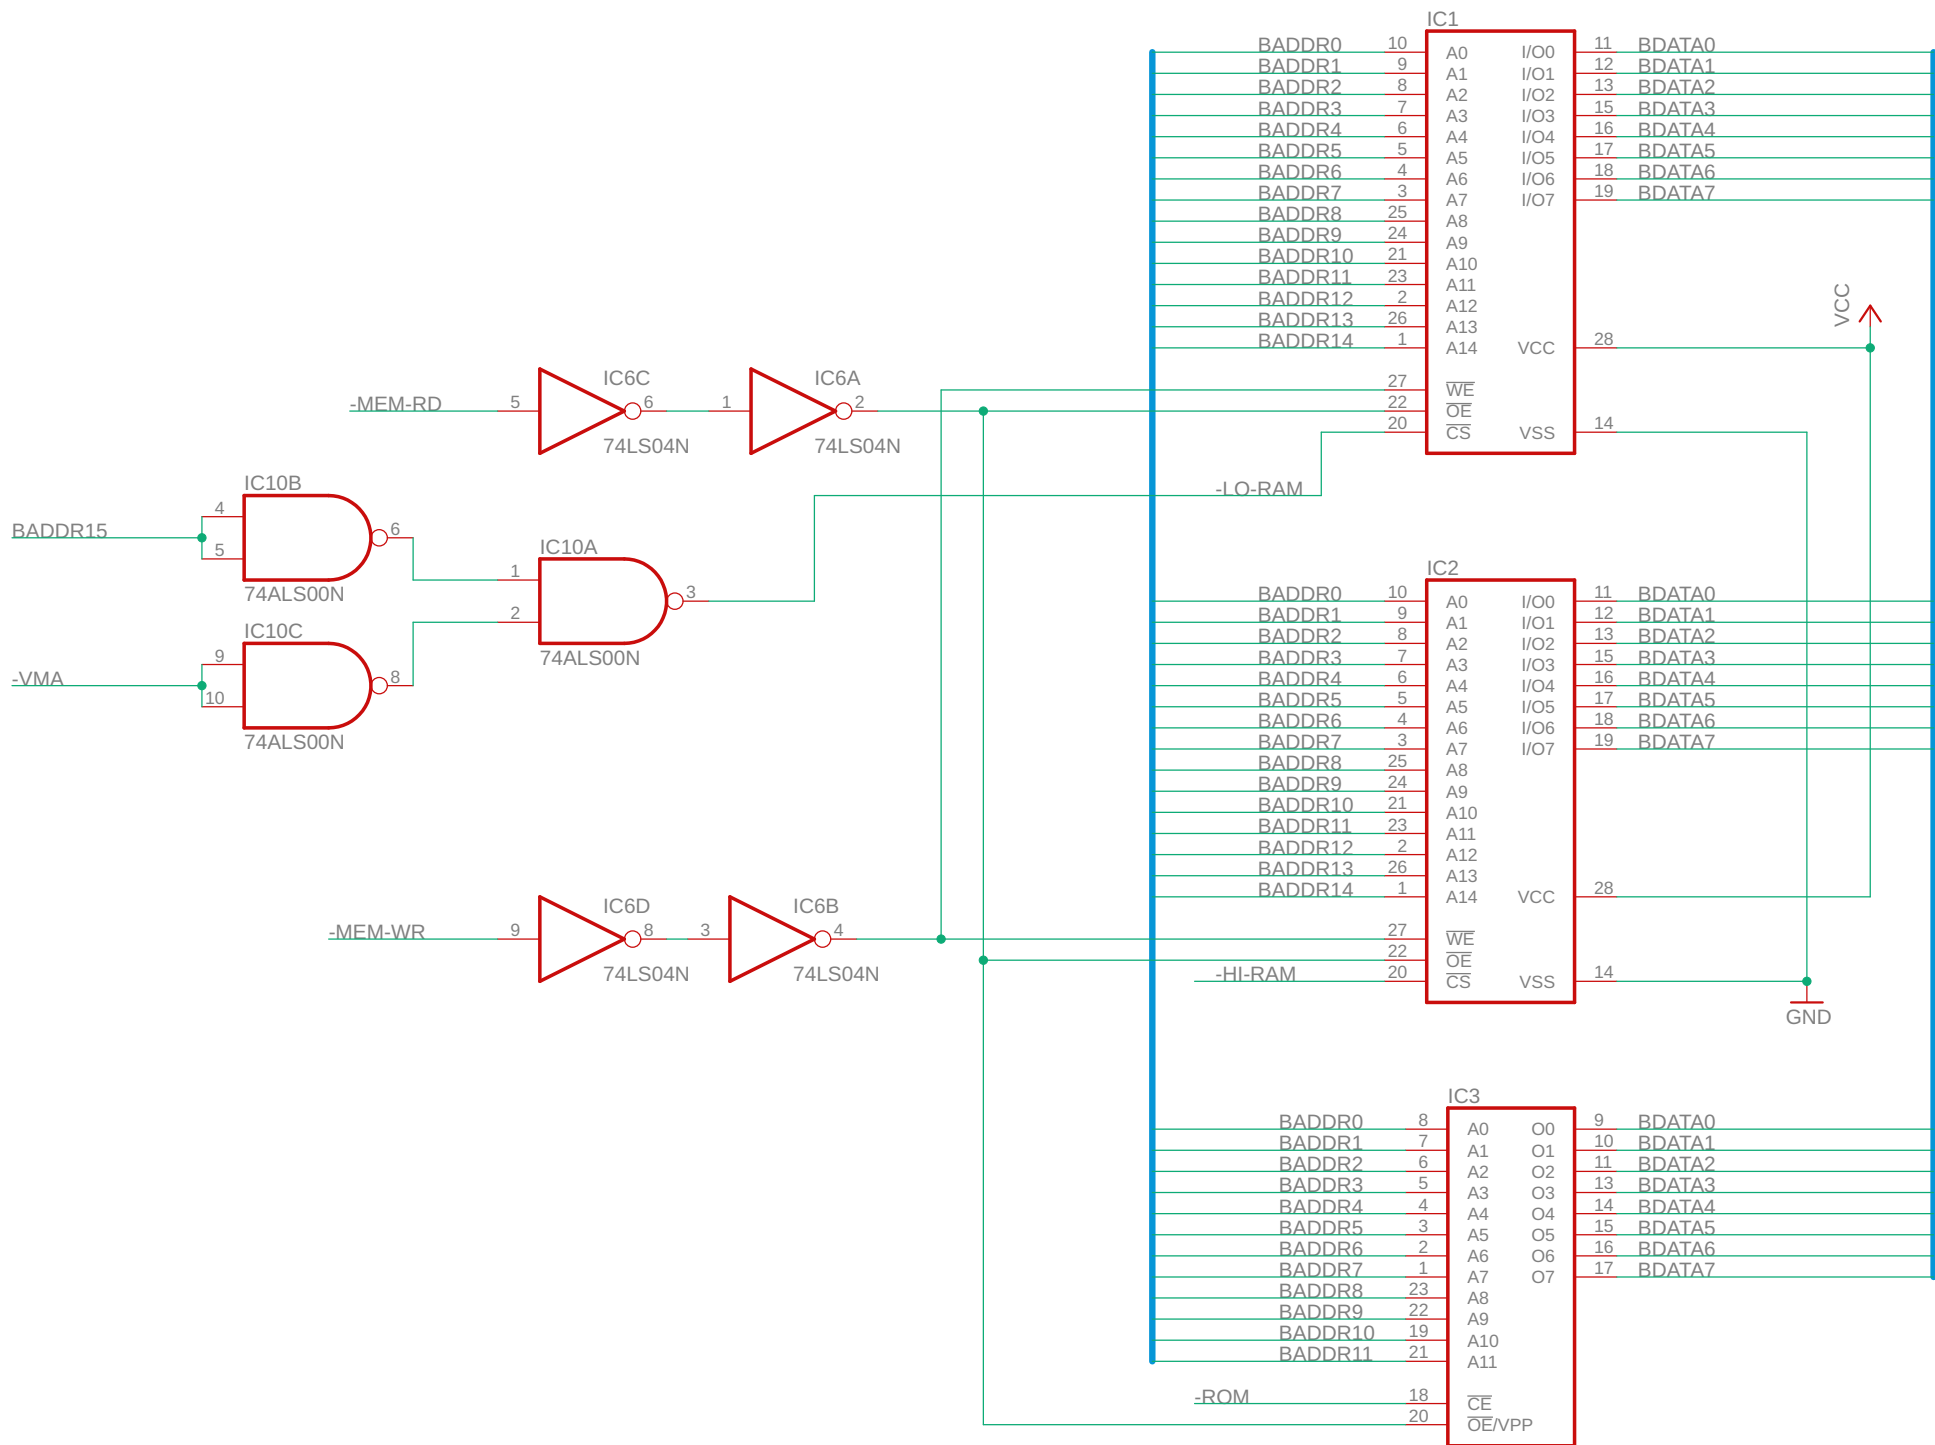 IC1
BADDR0 10 A0 I/O0 11 BDATA0
BADDR1 9 A1 I/O1 12 BDATA1
BADDR2 8 A2 I/O2 13 BDATA2
BADDR3 7 A3 I/O3 15 BDATA3
BADDR4 6 A4 I/O4 16 BDATA4
BADDR5 5 A5 I/O5 17 BDATA5
BADDR6 4 A6 I/O6 18 BDATA6
BADDR7 3 A7 I/O7 19 BDATA7
BADDR8 25 A8
BADDR9 24 A9
BADDR10 21 A10
BADDR11 23 A11
BADDR12 2 A12
BADDR13 26 A13
BADDR14 1 A14 VCC 28
VCC
27 WE
22 OE
20 CS VSS 14
IC6C IC6A
-MEM-RD 5 6 1 2
74LS04N 74LS04N
-LO-RAM
IC10B
4
BADDR15 6
5
74ALS00N
IC10A
1
3
2
74ALS00N
IC10C
9
-VMA 8
10
74ALS00N
IC2
BADDR0 10 A0 I/O0 11 BDATA0
BADDR1 9 A1 I/O1 12 BDATA1
BADDR2 8 A2 I/O2 13 BDATA2
BADDR3 7 A3 I/O3 15 BDATA3
BADDR4 6 A4 I/O4 16 BDATA4
BADDR5 5 A5 I/O5 17 BDATA5
BADDR6 4 A6 I/O6 18 BDATA6
BADDR7 3 A7 I/O7 19 BDATA7
BADDR8 25 A8
BADDR9 24 A9
BADDR10 21 A10
BADDR11 23 A11
BADDR12 2 A12
BADDR13 26 A13
BADDR14 1 A14 VCC 28
IC6D IC6B
-MEM-WR 9 8 3 4
74LS04N 74LS04N
27 WE
22 OE
-HI-RAM 20 CS VSS 14
GND
IC3
BADDR0 8 A0 O0 9 BDATA0
BADDR1 7 A1 O1 10 BDATA1
BADDR2 6 A2 O2 11 BDATA2
BADDR3 5 A3 O3 13 BDATA3
BADDR4 4 A4 O4 14 BDATA4
BADDR5 3 A5 O5 15 BDATA5
BADDR6 2 A6 O6 16 BDATA6
BADDR7 1 A7 O7 17 BDATA7
BADDR8 23 A8
BADDR9 22 A9
BADDR10 19 A10
BADDR11 21 A11
-ROM 18 CE
20 OE/VPP